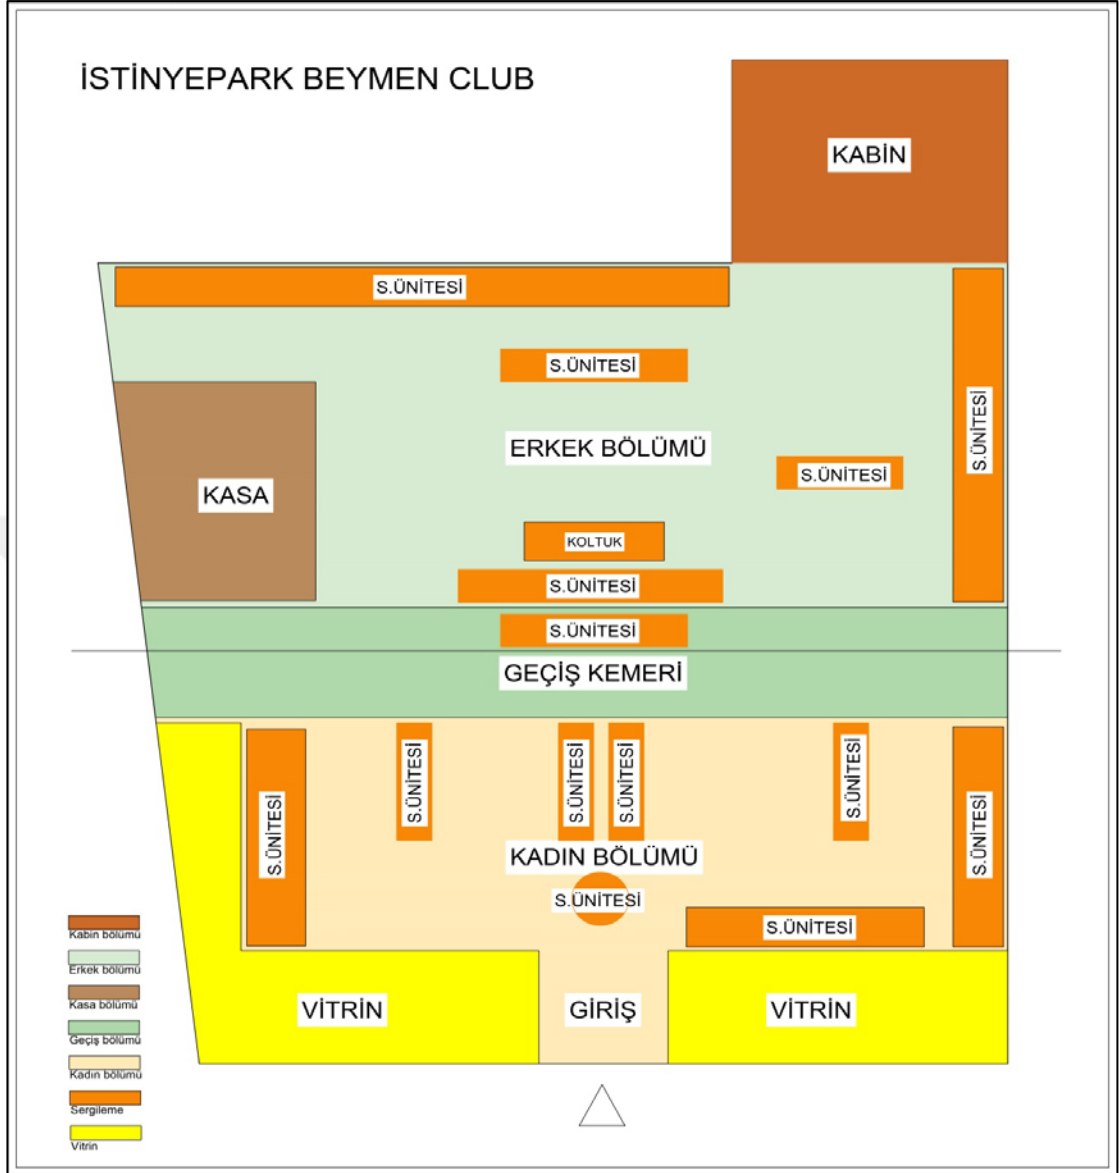 İSTİNYEPARK BEYMEN CLUB
KABİN
S.ÜNİTESİ
S.ÜNİTESİ
S.ÜNİTESİ
ERKEK BÖLÜMÜ
S.ÜNİTESİ
KASA
KOLTUK
S.ÜNİTESİ
S.ÜNİTESİ
GEÇİŞ KEMERİ
S.ÜNİTESİ
S.ÜNİTESİ
S.ÜNİTESİ
S.ÜNİTESİ
S.ÜNİTESİ
S.ÜNİTESİ
KADIN BÖLÜMÜ
S.ÜNİTESİ
S.ÜNİTESİ
VİTRİN
GİRİŞ
VİTRİN
Kabin bölümü
Erkek bölümü
Kasa bölümü
Geçiş bölümü
Kadın bölümü
Sergileme
Vitrin